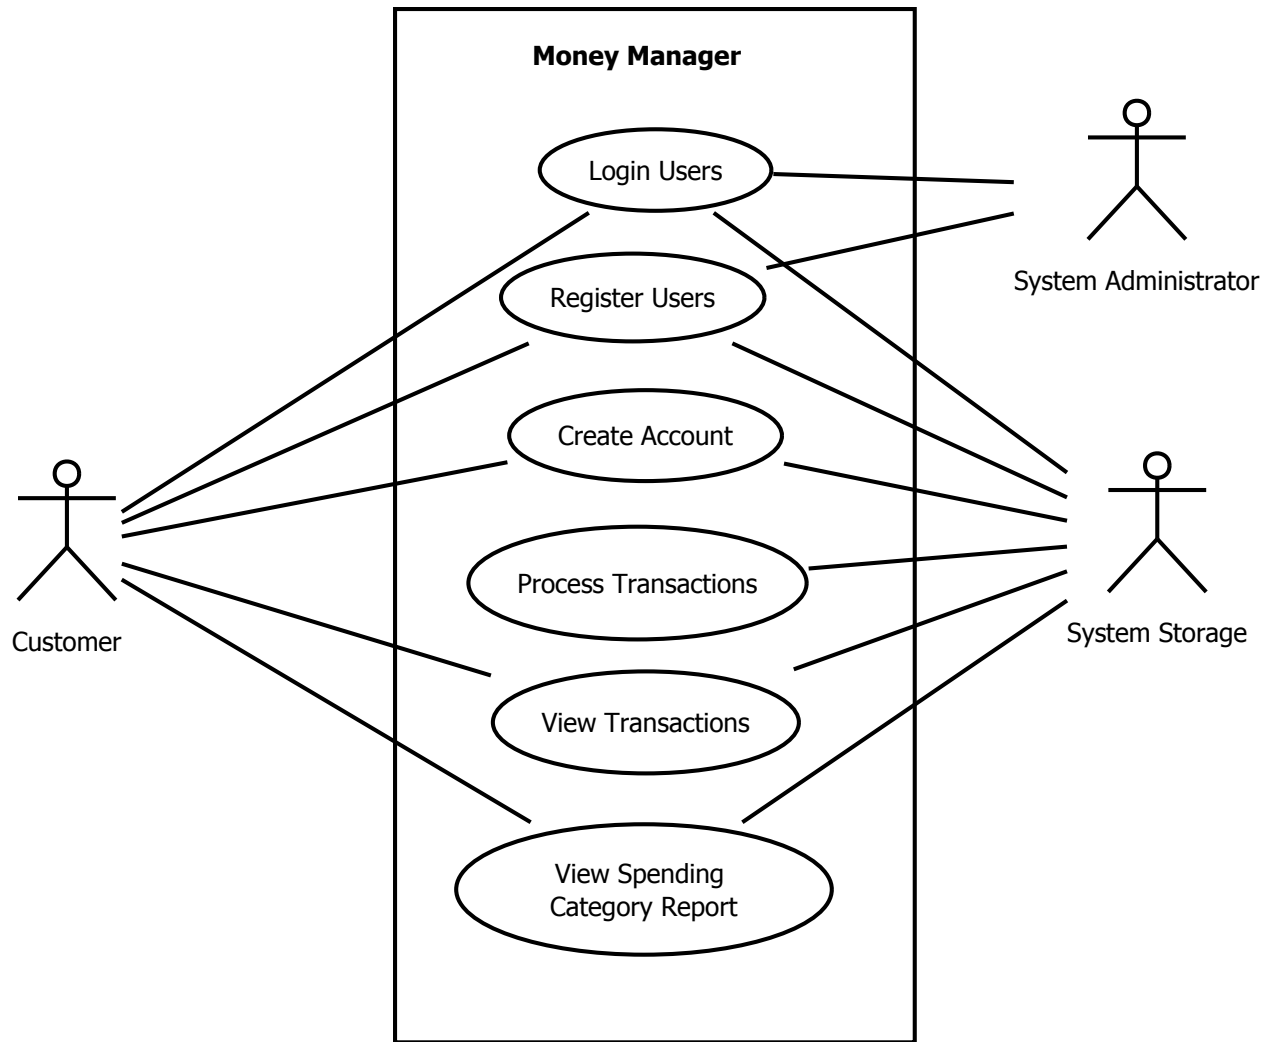 Money Manager
Login Users
System Administrator
Register Users
Create Account
Process Transactions
Customer
System Storage
View Transactions
View Spending
Category Report